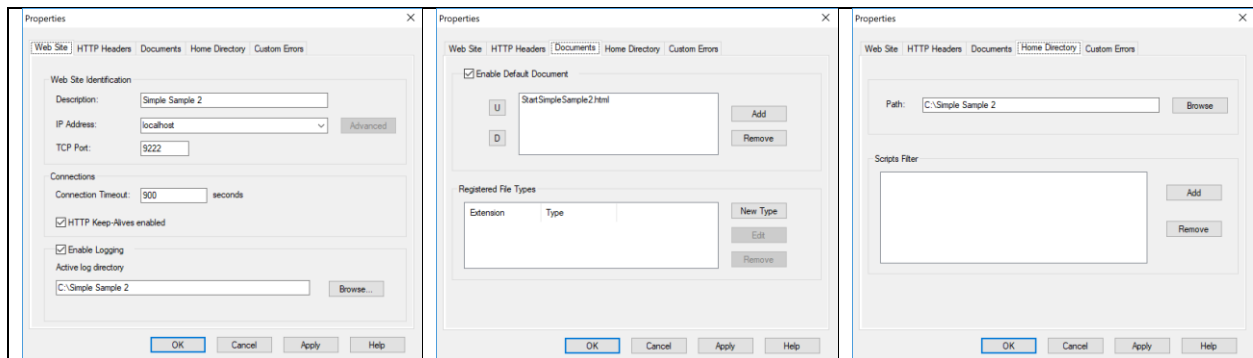 Properties
Web Site HTTP Headers Documents Home Directory Custom Errors
Web Site Identification
Description: Simple Sample 2
IP Address: localhost Advanced
TCP Port: 9222
Connections
Connection Timeout: 900 seconds
HTTP Keep-Alives enabled
Enable Logging
Active log directory
C:\Simple Sample 2 Browse...
OK Cancel Apply Help
Properties
Web Site HTTP Headers Documents Home Directory Custom Errors
Enable Default Document
StartSimpleSample2.html
U Add
D Remove
Registered File Types
Extension Type New Type
Edit
Remove
OK Cancel Apply Help
Properties
Web Site HTTP Headers Documents Home Directory Custom Errors
Path: C:\Simple Sample 2 Browse
Scripts Filter
Add
Remove
OK Cancel Apply Help